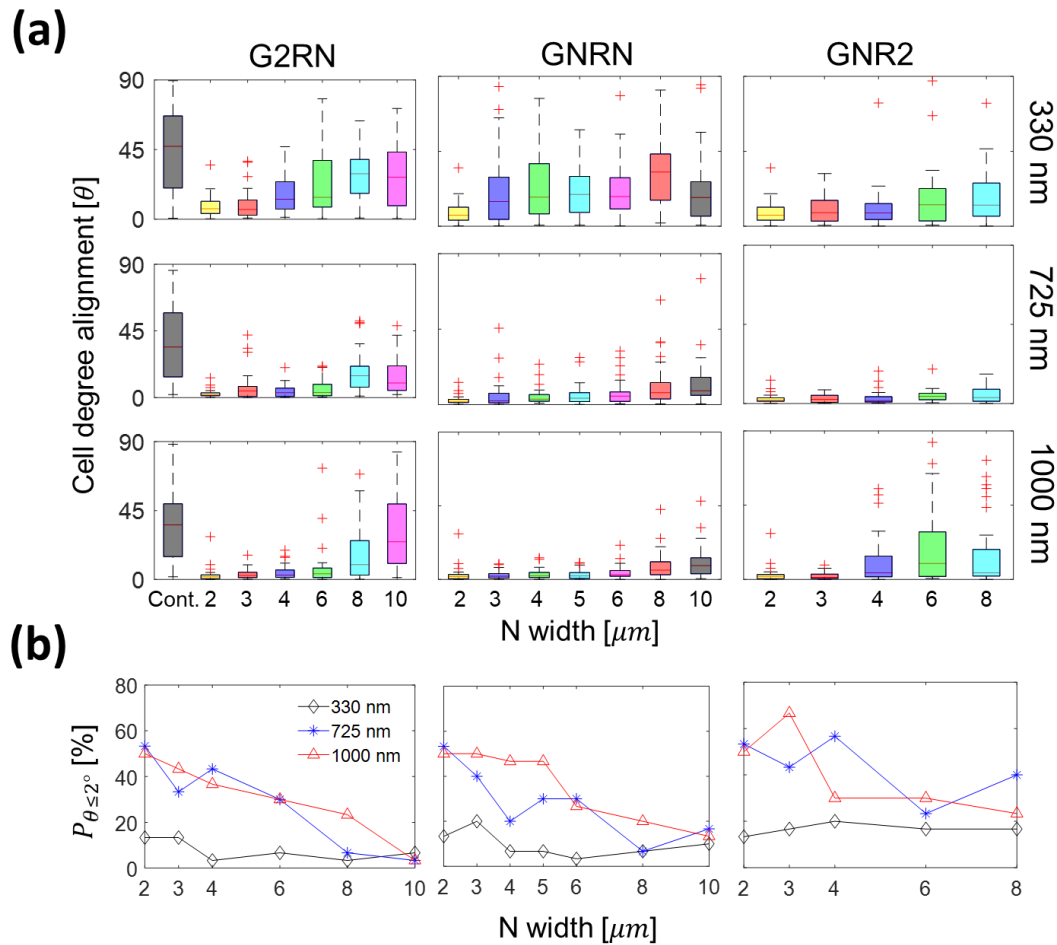 (a)
G2RN GNRN GNR2
Cell degree alignment [θ]
90
45
0
330 nm
90
45
0
725 nm
90
45
0
1000 nm
Cont. 2 3 4 6 8 10
2 3 4 5 6 8 10
2 3 4 6 8
N width [μm]
(b)
P θ≤2° [%]
80
60
40
20
0
330 nm
725 nm
1000 nm
2 3 4 6 8 10
2 3 4 5 6 8 10
2 3 4 6 8
N width [μm]